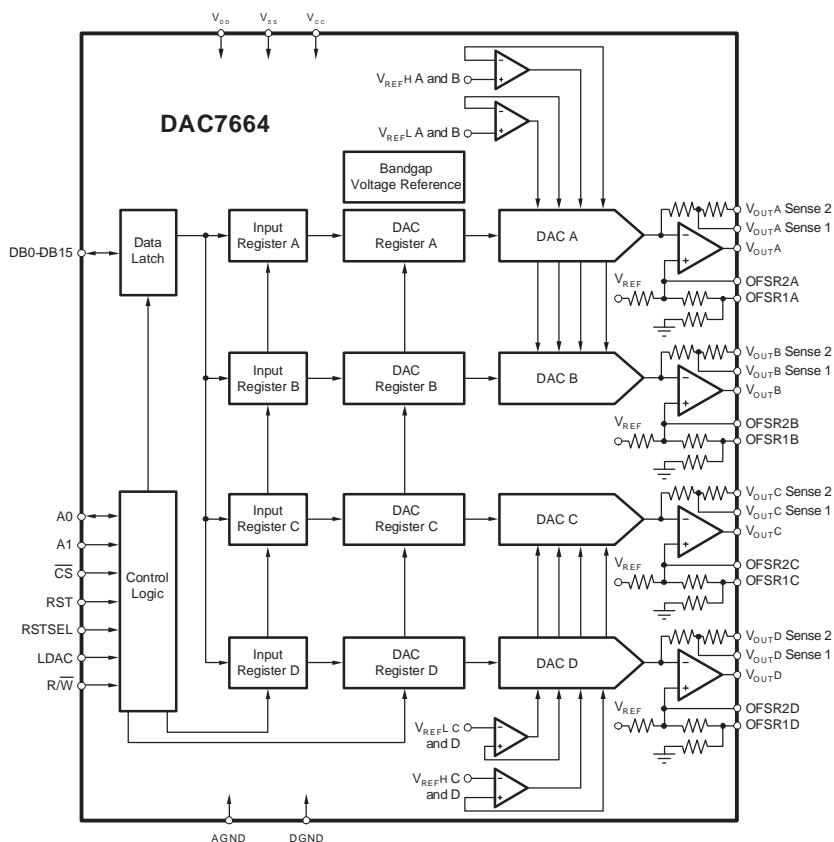 VDD
VSS
VCC
VREFH A and B
VREFL A and B
DAC7664
Bandgap
Voltage Reference
DB0-DB15
Data
Latch
Input
Register A
DAC
Register A
DAC A
VOUTA Sense 2
VOUTA Sense 1
VOUTA
VREF
OFSR2A
OFSR1A
Input
Register B
DAC
Register B
DAC B
VOUTB Sense 2
VOUTB Sense 1
VOUTB
VREF
OFSR2B
OFSR1B
A0
A1
CS
RST
RSTSEL
LDAC
R/W
Control
Logic
Input
Register C
DAC
Register C
DAC C
VOUTC Sense 2
VOUTC Sense 1
VOUTC
VREF
OFSR2C
OFSR1C
Input
Register D
DAC
Register D
DAC D
VOUTD Sense 2
VOUTD Sense 1
VOUTD
VREF
OFSR2D
OFSR1D
VREFL C
and D
VREFH C
and D
AGND
DGND